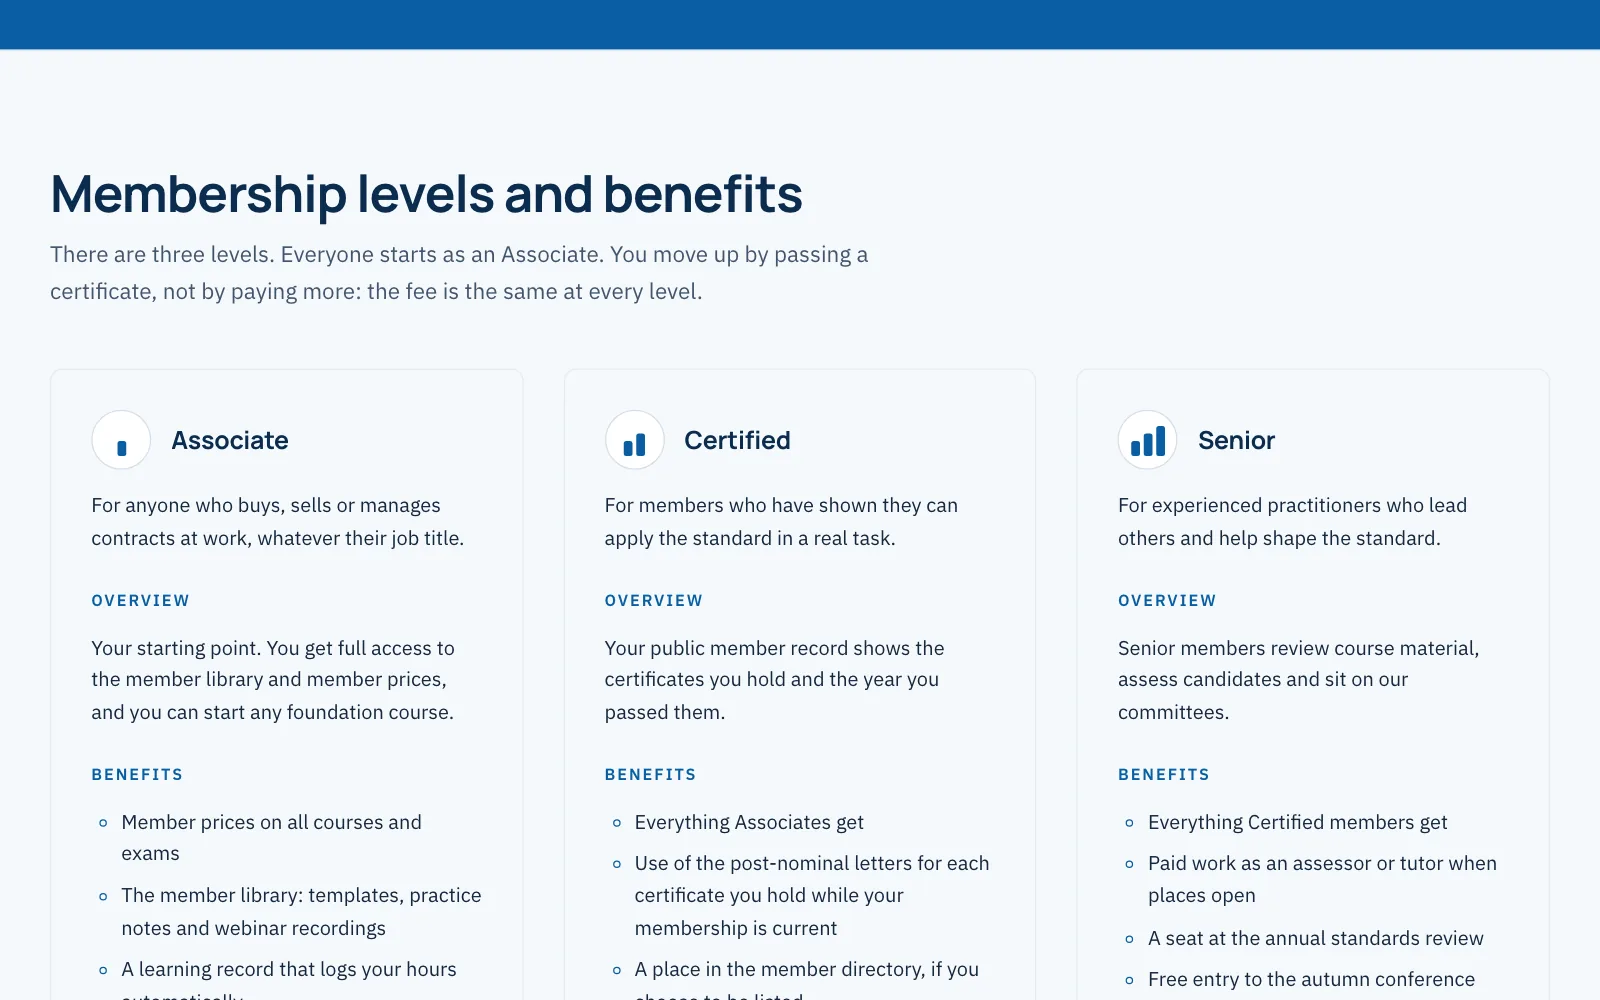 Membership levels and benefits
There are three levels. Everyone starts as an Associate. You move up by passing a
certificate, not by paying more: the fee is the same at every level.
Associate
For anyone who buys, sells or manages
contracts at work, whatever their job title.
OVERVIEW
Your starting point. You get full access to
the member library and member prices,
and you can start any foundation course.
BENEFITS
Member prices on all courses and
exams
The member library: templates, practice
notes and webinar recordings
A learning record that logs your hours
automatically
Certified
For members who have shown they can
apply the standard in a real task.
OVERVIEW
Your public member record shows the
certificates you hold and the year you
passed them.
BENEFITS
Everything Associates get
Use of the post-nominal letters for each
certificate you hold while your
membership is current
A place in the member directory, if you
choose to be listed
Senior
For experienced practitioners who lead
others and help shape the standard.
OVERVIEW
Senior members review course material,
assess candidates and sit on our
committees.
BENEFITS
Everything Certified members get
Paid work as an assessor or tutor when
places open
A seat at the annual standards review
Free entry to the autumn conference